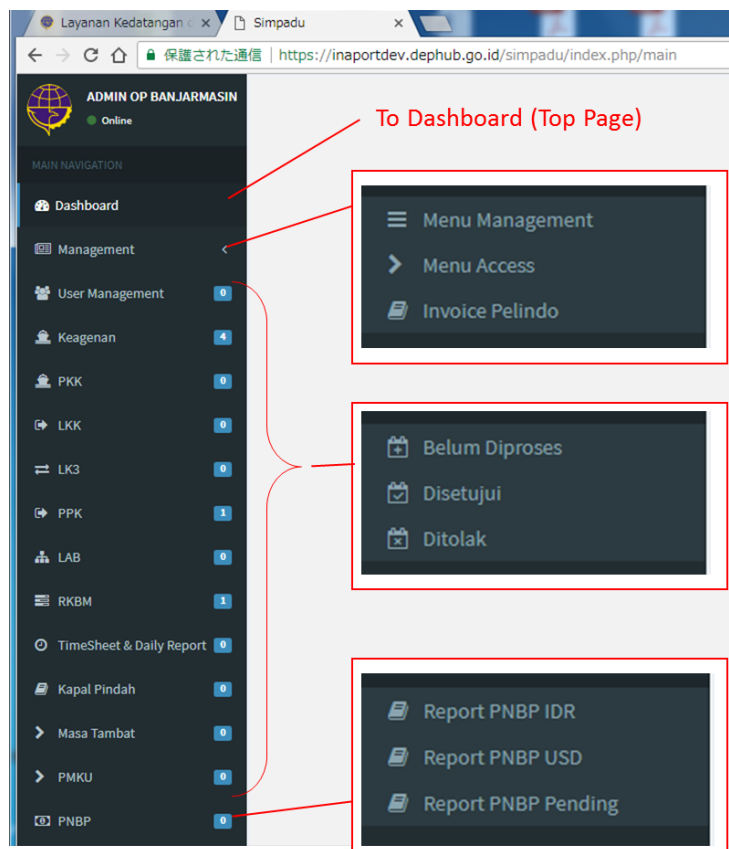 Layanan Kedatangan
Simpadu
保護された通信
https://inaportdev.dephub.go.id/simpadu/index.php/main
ADMIN OP BANJARMASIN
Online
MAIN NAVIGATION
Dashboard
Management
User Management 0
Keagenan 4
PKK 0
LKK 0
LK3 0
PPK 1
LAB 0
RKBM 1
TimeSheet & Daily Report 0
Kapal Pindah 0
Masa Tambat 0
PMKU 0
PNBP 0
To Dashboard (Top Page)
Menu Management
Menu Access
Invoice Pelindo
Belum Diproses
Disetujui
Ditolak
Report PNBP IDR
Report PNBP USD
Report PNBP Pending